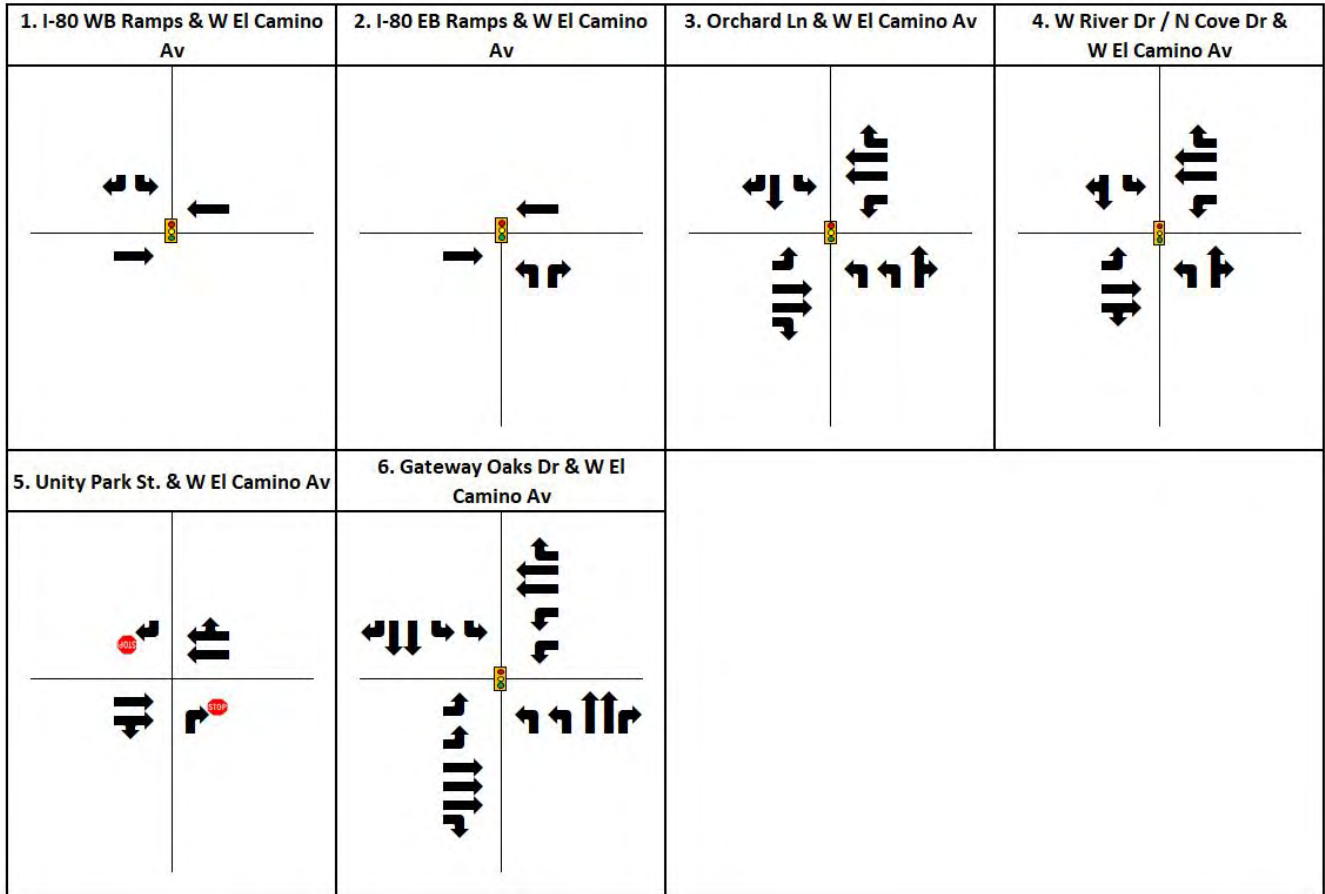 1. I-80 WB Ramps & W El Camino
Av
2. I-80 EB Ramps & W El Camino
Av
3. Orchard Ln & W El Camino Av
4. W River Dr / N Cove Dr &
W El Camino Av
5. Unity Park St. & W El Camino Av
STOP
STOP
6. Gateway Oaks Dr & W El
Camino Av